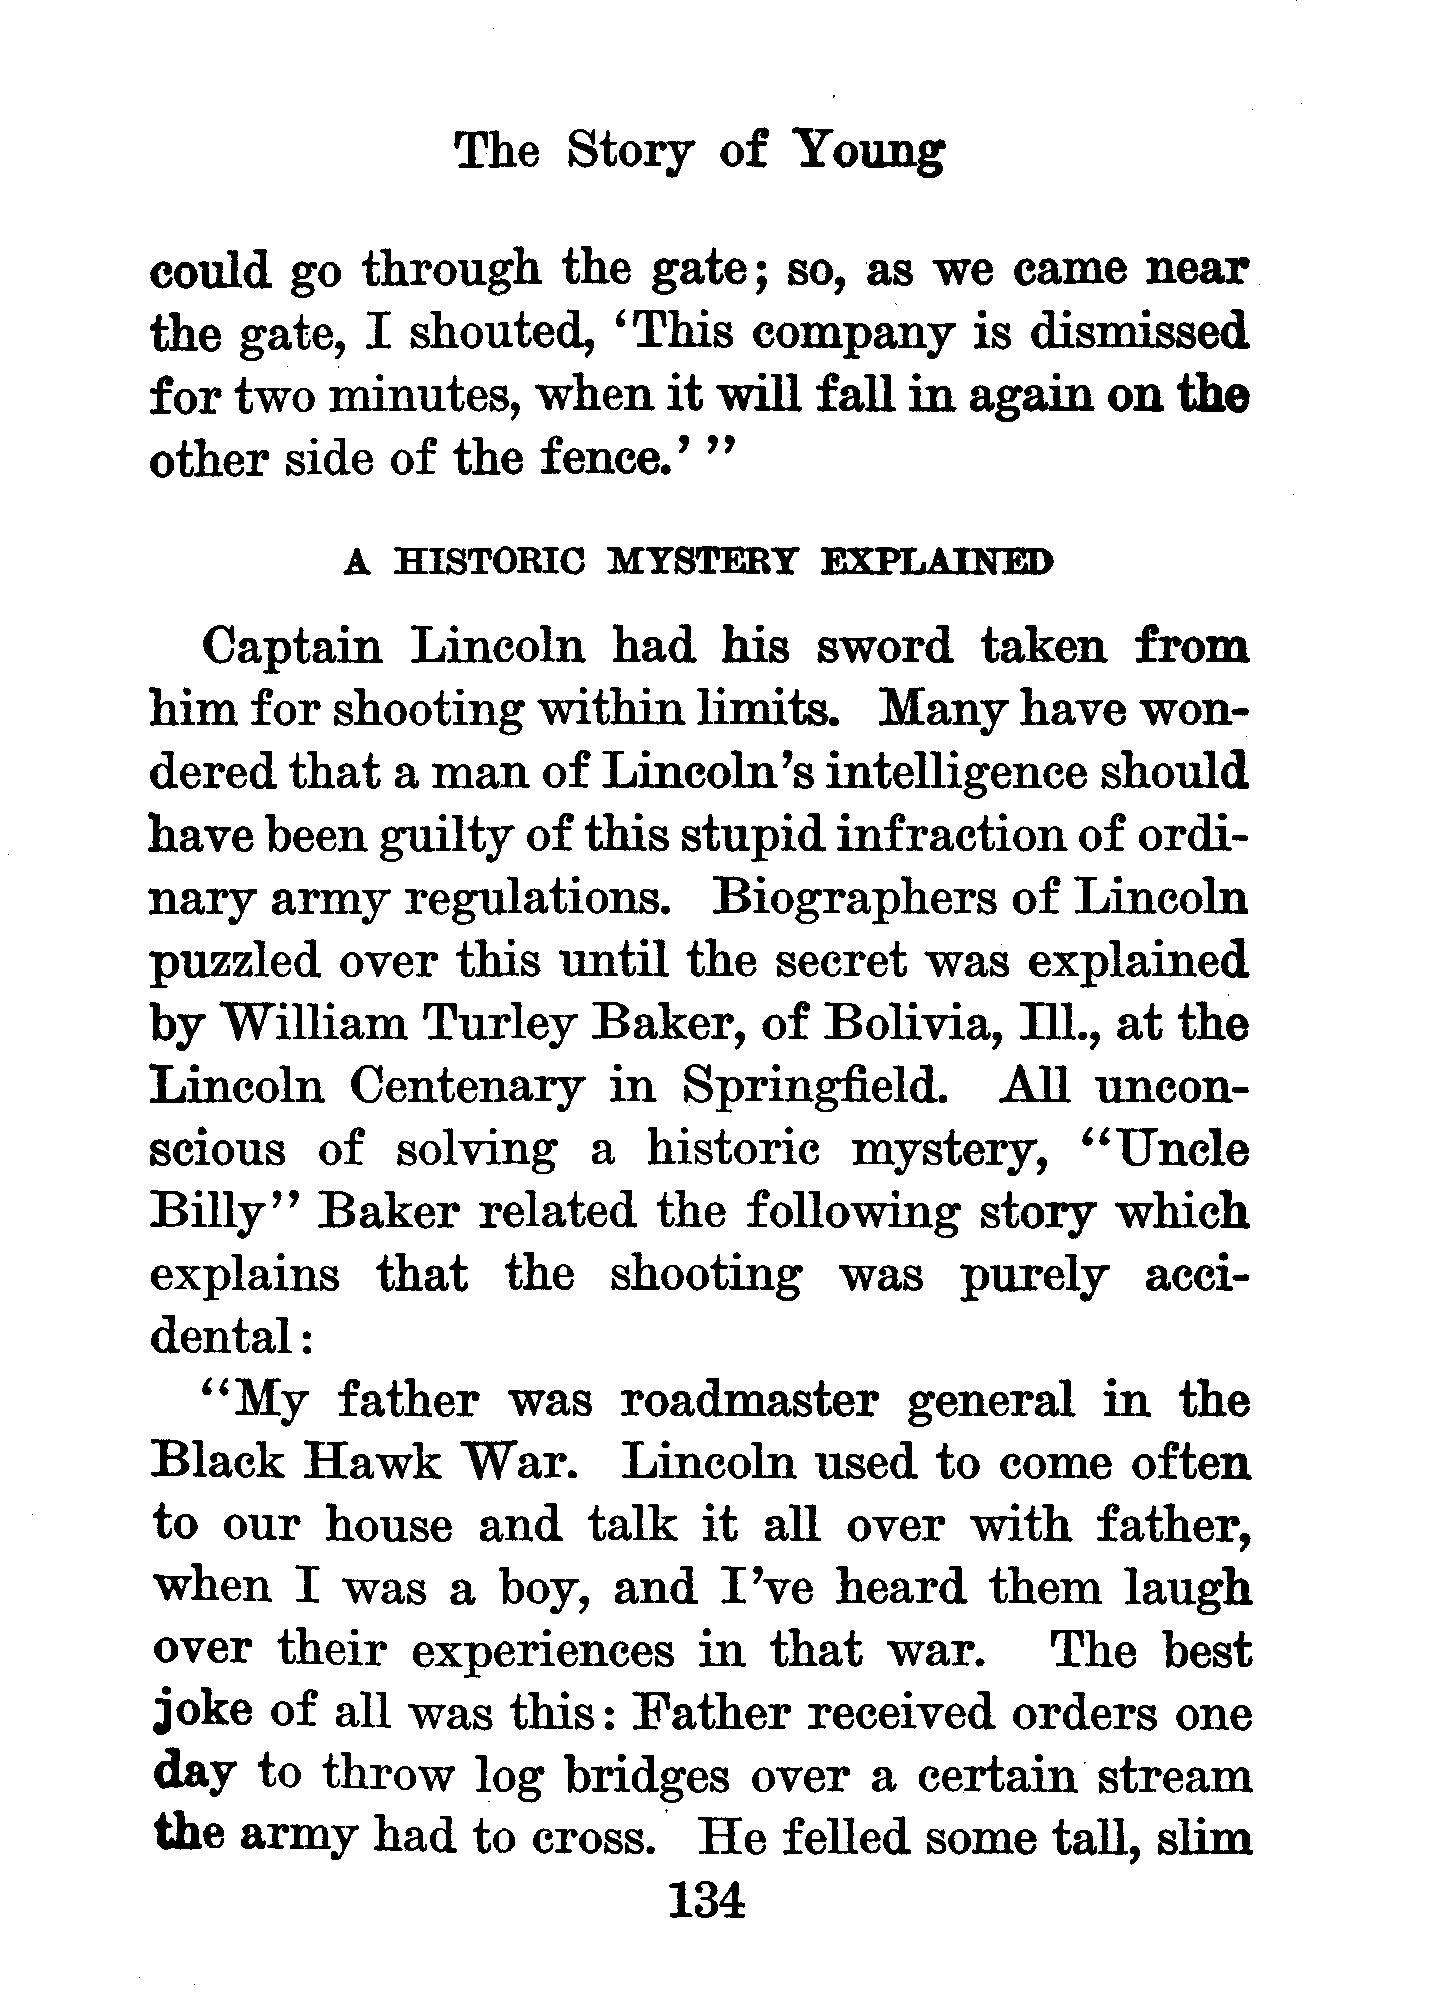 The Story of Young
could go through the gate; so, as we came near
the gate, I shouted, ‘This company is dismissed
for two minutes, when it will fall in again on the
other side of the fence.’ ”
A HISTORIC MYSTERY EXPLAINED
Captain Lincoln had his sword taken from
him for shooting within limits. Many have won-
dered that a man of Lincoln’s intelligence should
have been guilty of this stupid infraction of ordi-
nary army regulations. Biographers of Lincoln
puzzled over this until the secret was explained
by William Turley Baker, of Bolivia, Ill., at the
Lincoln Centenary in Springfield. All uncon-
scious of solving a historic mystery, “Uncle
Billy” Baker related the following story which
explains that the shooting was purely acci-
dental:
“My father was roadmaster general in the
Black Hawk War. Lincoln used to come often
to our house and talk it all over with father,
when I was a boy, and I’ve heard them laugh
over their experiences in that war. The best
joke of all was this: Father received orders one
day to throw log bridges over a certain stream
the army had to cross. He felled some tall, slim
134